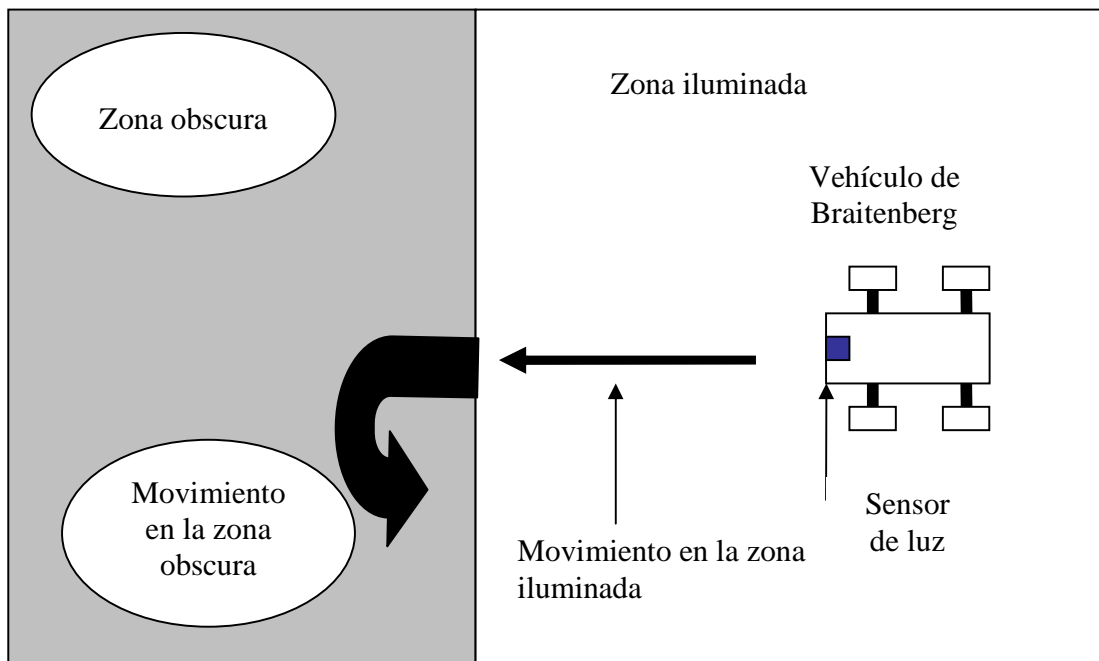 Zona obscura
Zona iluminada
Vehículo de
Braitenberg
Movimiento
en la zona
obscura
Movimiento en la zona
iluminada
Sensor
de luz